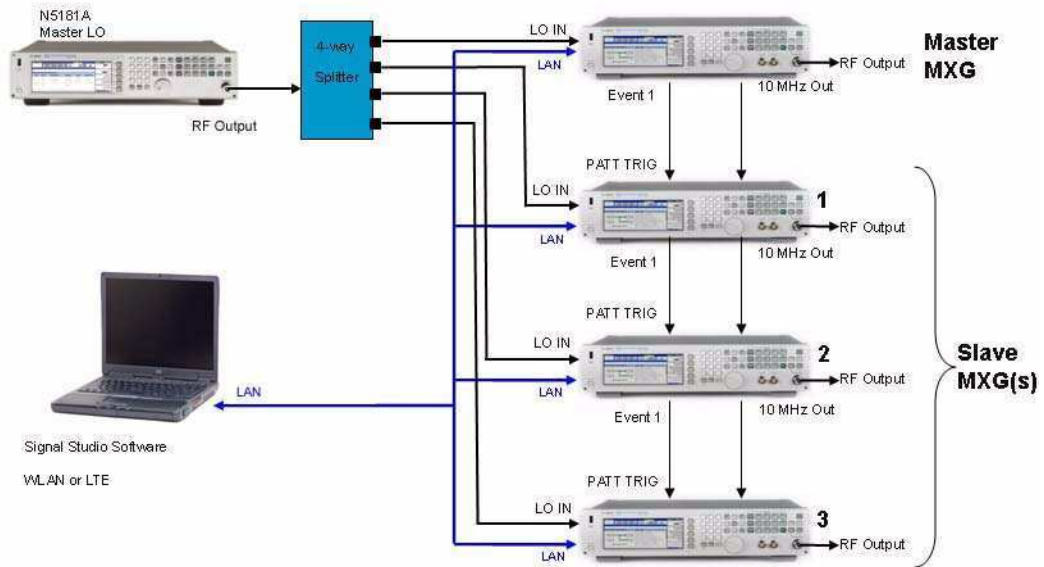 N5181A
Master LO
RF Output
4-way
Splitter
LO IN
LAN
Event 1
10 MHz Out
RF Output
Master
MXG
PATT TRIG
LO IN
LAN
1
RF Output
Event 1
10 MHz Out
PATT TRIG
LO IN
LAN
2
RF Output
Event 1
10 MHz Out
Slave
MXG(s)
PATT TRIG
LO IN
LAN
3
RF Output
LAN
Signal Studio Software
WLAN or LTE